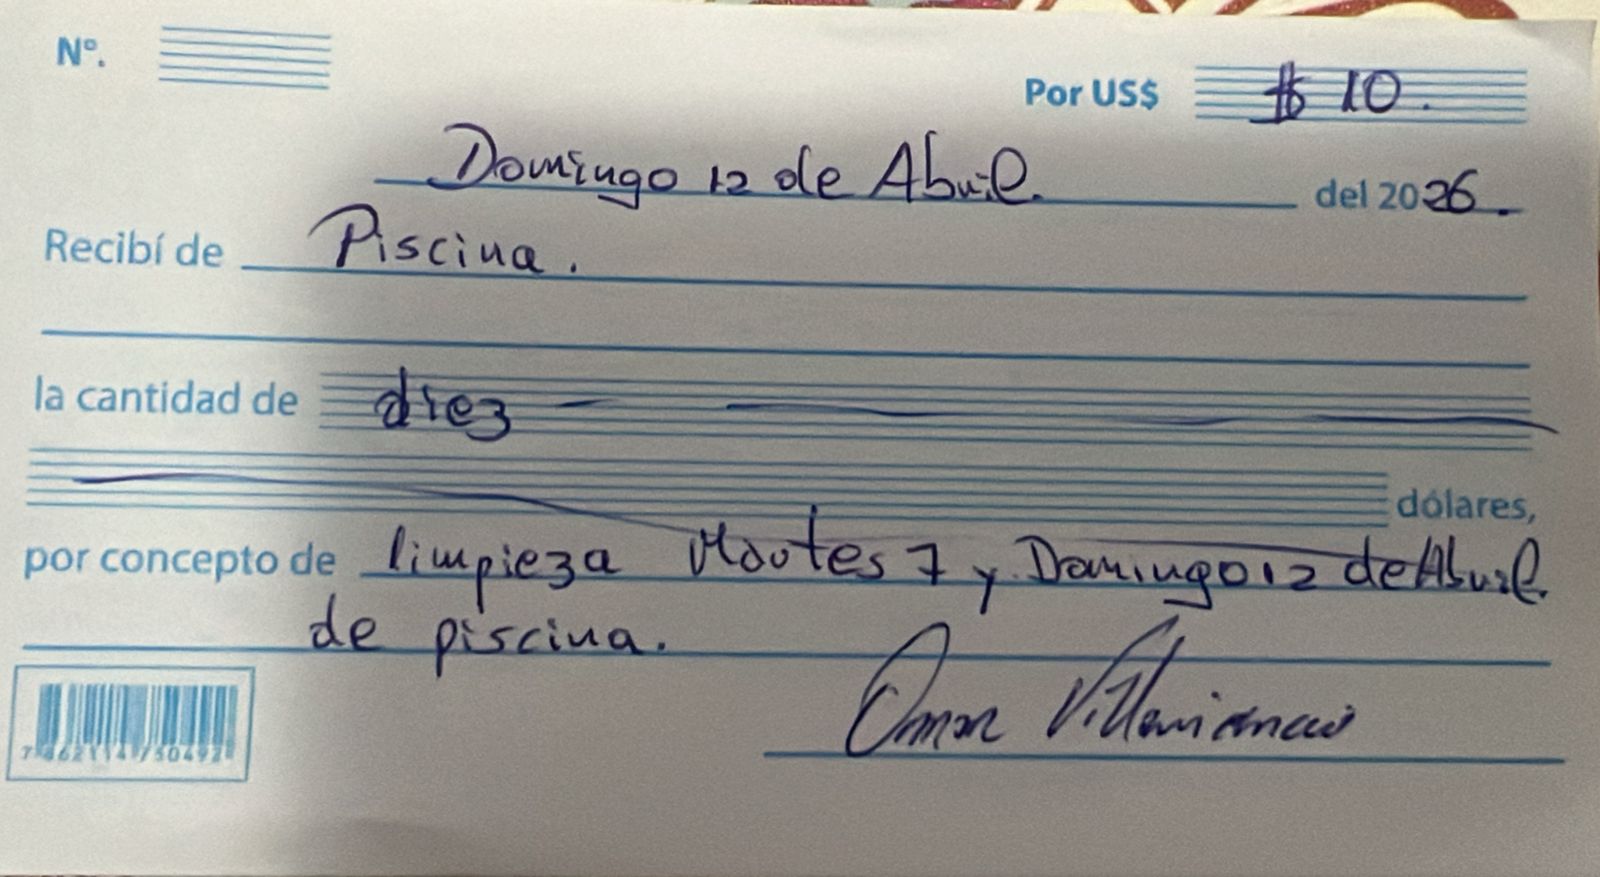 Nº.
Por US$ $ 10.
Domingo 12 de Abril. del 2026.
Recibí de Piscina.
la cantidad de diez
dólares,
por concepto de limpieza Martes 7 y Domingo 12 de Abril.
de piscina.
Omar